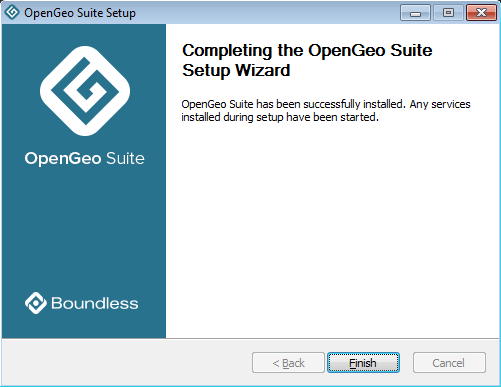 OpenGeo Suite Setup
Completing the OpenGeo Suite
Setup Wizard
OpenGeo Suite has been successfully installed. Any services
installed during setup have been started.
OpenGeo Suite
Boundless
< Back
Finish
Cancel